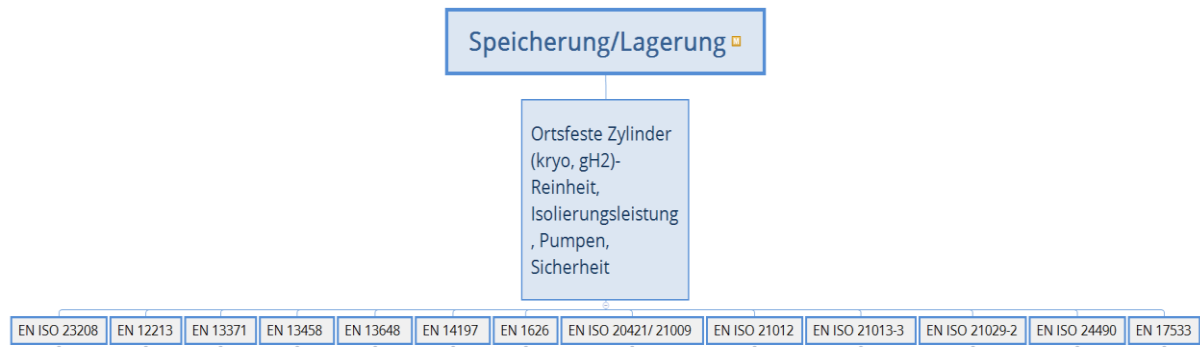 Speicherung/Lagerung
Ortsfeste Zylinder
(kryo, gH2)-
Reinheit,
Isolierungsleistung
, Pumpen,
Sicherheit
EN ISO 23208
EN 12213
EN 13371
EN 13458
EN 13648
EN 14197
EN 1626
EN ISO 20421/ 21009
EN ISO 21012
EN ISO 21013-3
EN ISO 21029-2
EN ISO 24490
EN 17533